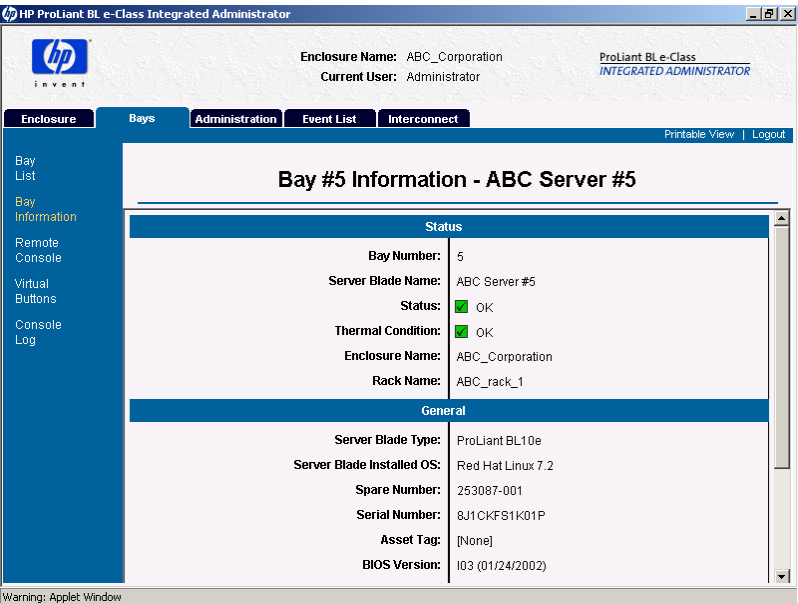 HP ProLiant BL e-Class Integrated Administrator
hp
invent
Enclosure Name: ABC_Corporation
Current User: Administrator
ProLiant BL e-Class
INTEGRATED ADMINISTRATOR
Enclosure Bays Administration Event List Interconnect
Printable View | Logout
Bay
List
Bay
Information
Remote
Console
Virtual
Buttons
Console
Log
Bay #5 Information - ABC Server #5
Status
Bay Number: 5
Server Blade Name: ABC Server #5
Status: OK
Thermal Condition: OK
Enclosure Name: ABC_Corporation
Rack Name: ABC_rack_1
General
Server Blade Type: ProLiant BL10e
Server Blade Installed OS: Red Hat Linux 7.2
Spare Number: 253087-001
Serial Number: 8J1CKFS1K01P
Asset Tag: [None]
BIOS Version: I03 (01/24/2002)
Warning: Applet Window